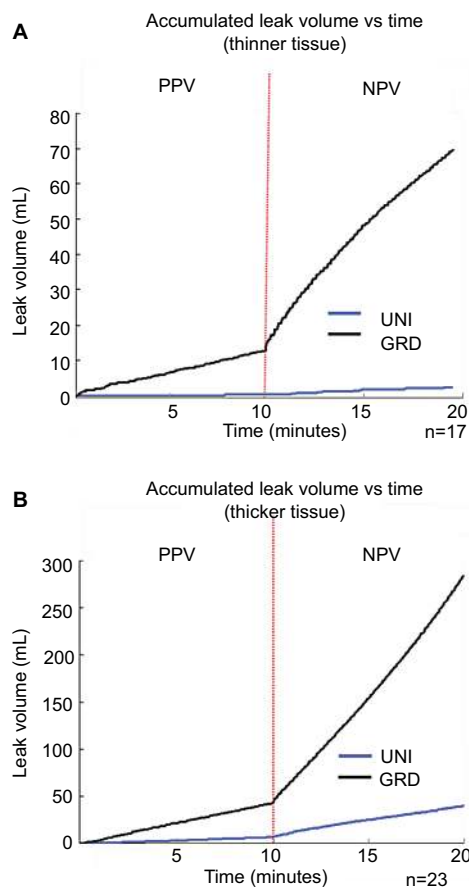 A
Accumulated leak volume vs time
(thinner tissue)
PPV
NPV
80
70
60
50
40
30
20
10
0
Leak volume (mL)
UNI
GRD
5
10
15
20
Time (minutes)
n=17
B
Accumulated leak volume vs time
(thicker tissue)
PPV
NPV
300
250
200
150
100
50
0
Leak volume (mL)
UNI
GRD
5
10
15
20
Time (minutes)
n=23